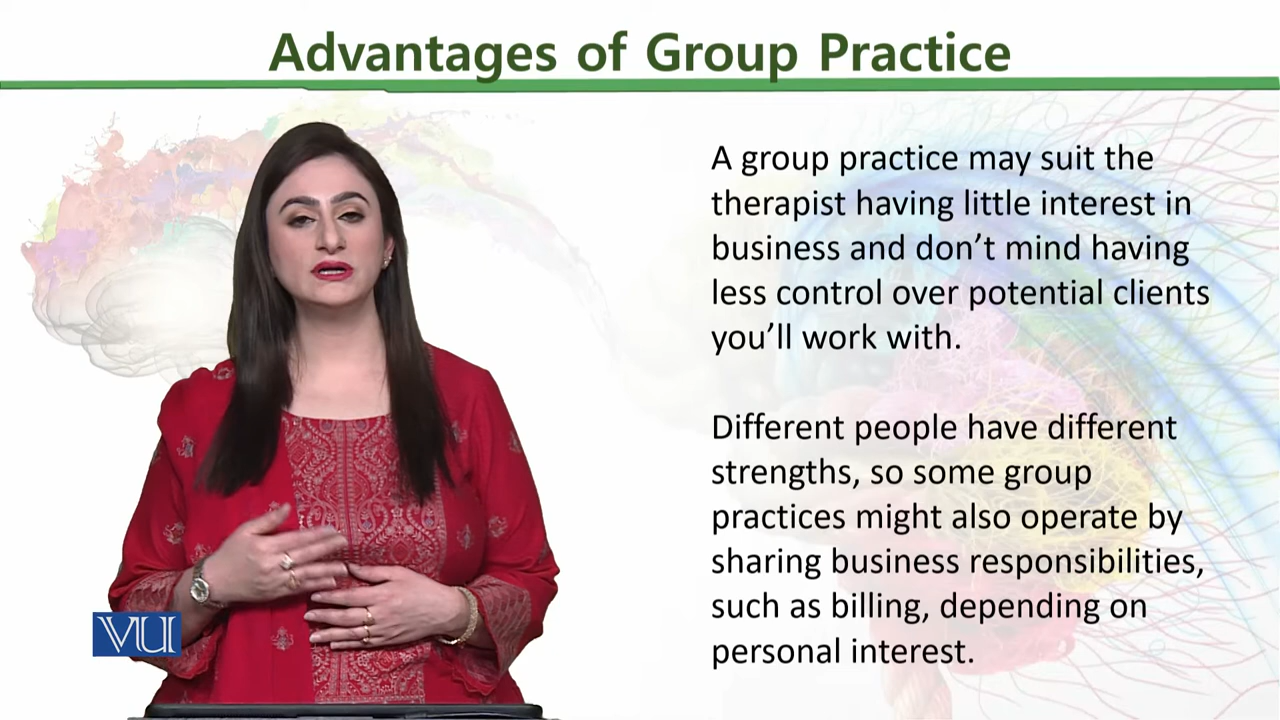 Advantages of Group Practice
A group practice may suit the
therapist having little interest in
business and don't mind having
less control over potential clients
you'll work with.
Different people have different
strengths, so some group
practices might also operate by
sharing business responsibilities,
such as billing, depending on
personal interest.
VU